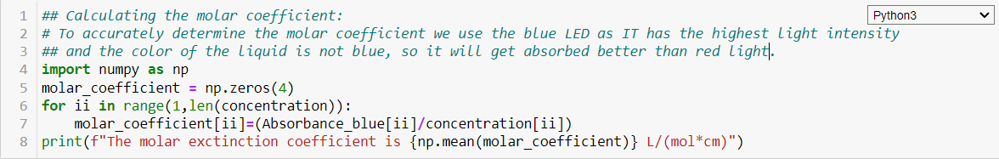 Python3
1 ## Calculating the molar coefficient:
2 # To accurately determine the molar coefficient we use the blue LED as IT has the highest light intensity
3 ## and the color of the liquid is not blue, so it will get absorbed better than red light.
4 import numpy as np
5 molar_coefficient = np.zeros(4)
6 for ii in range(1,len(concentration)):
7     molar_coefficient[ii]=(Absorbance_blue[ii]/concentration[ii])
8 print(f"The molar exctinction coefficient is {np.mean(molar_coefficient)} L/(mol*cm)")